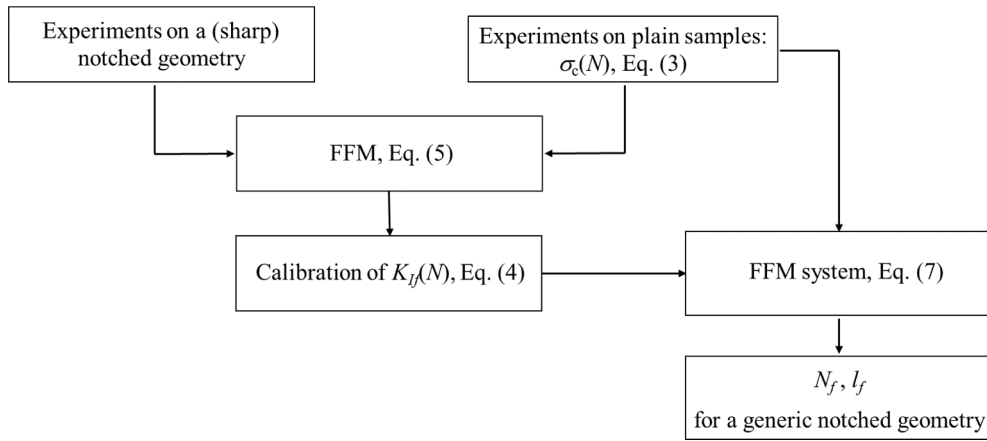 Experiments on a (sharp)
notched geometry
Experiments on plain samples:
σc(N), Eq. (3)
FFM, Eq. (5)
Calibration of KIf(N), Eq. (4)
FFM system, Eq. (7)
Nf , lf
for a generic notched geometry